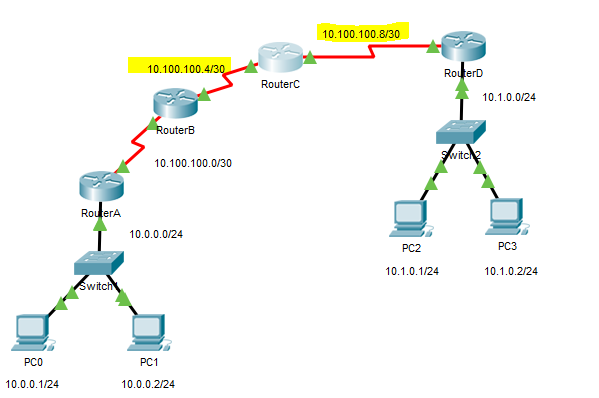 10.100.100.8/30
10.100.100.4/30
RouterC
RouterD
10.1.0.0/24
RouterB
Switch2
10.100.100.0/30
RouterA
10.0.0.0/24
PC2
PC3
10.1.0.1/24
10.1.0.2/24
Switch1
PC0
PC1
10.0.0.1/24
10.0.0.2/24